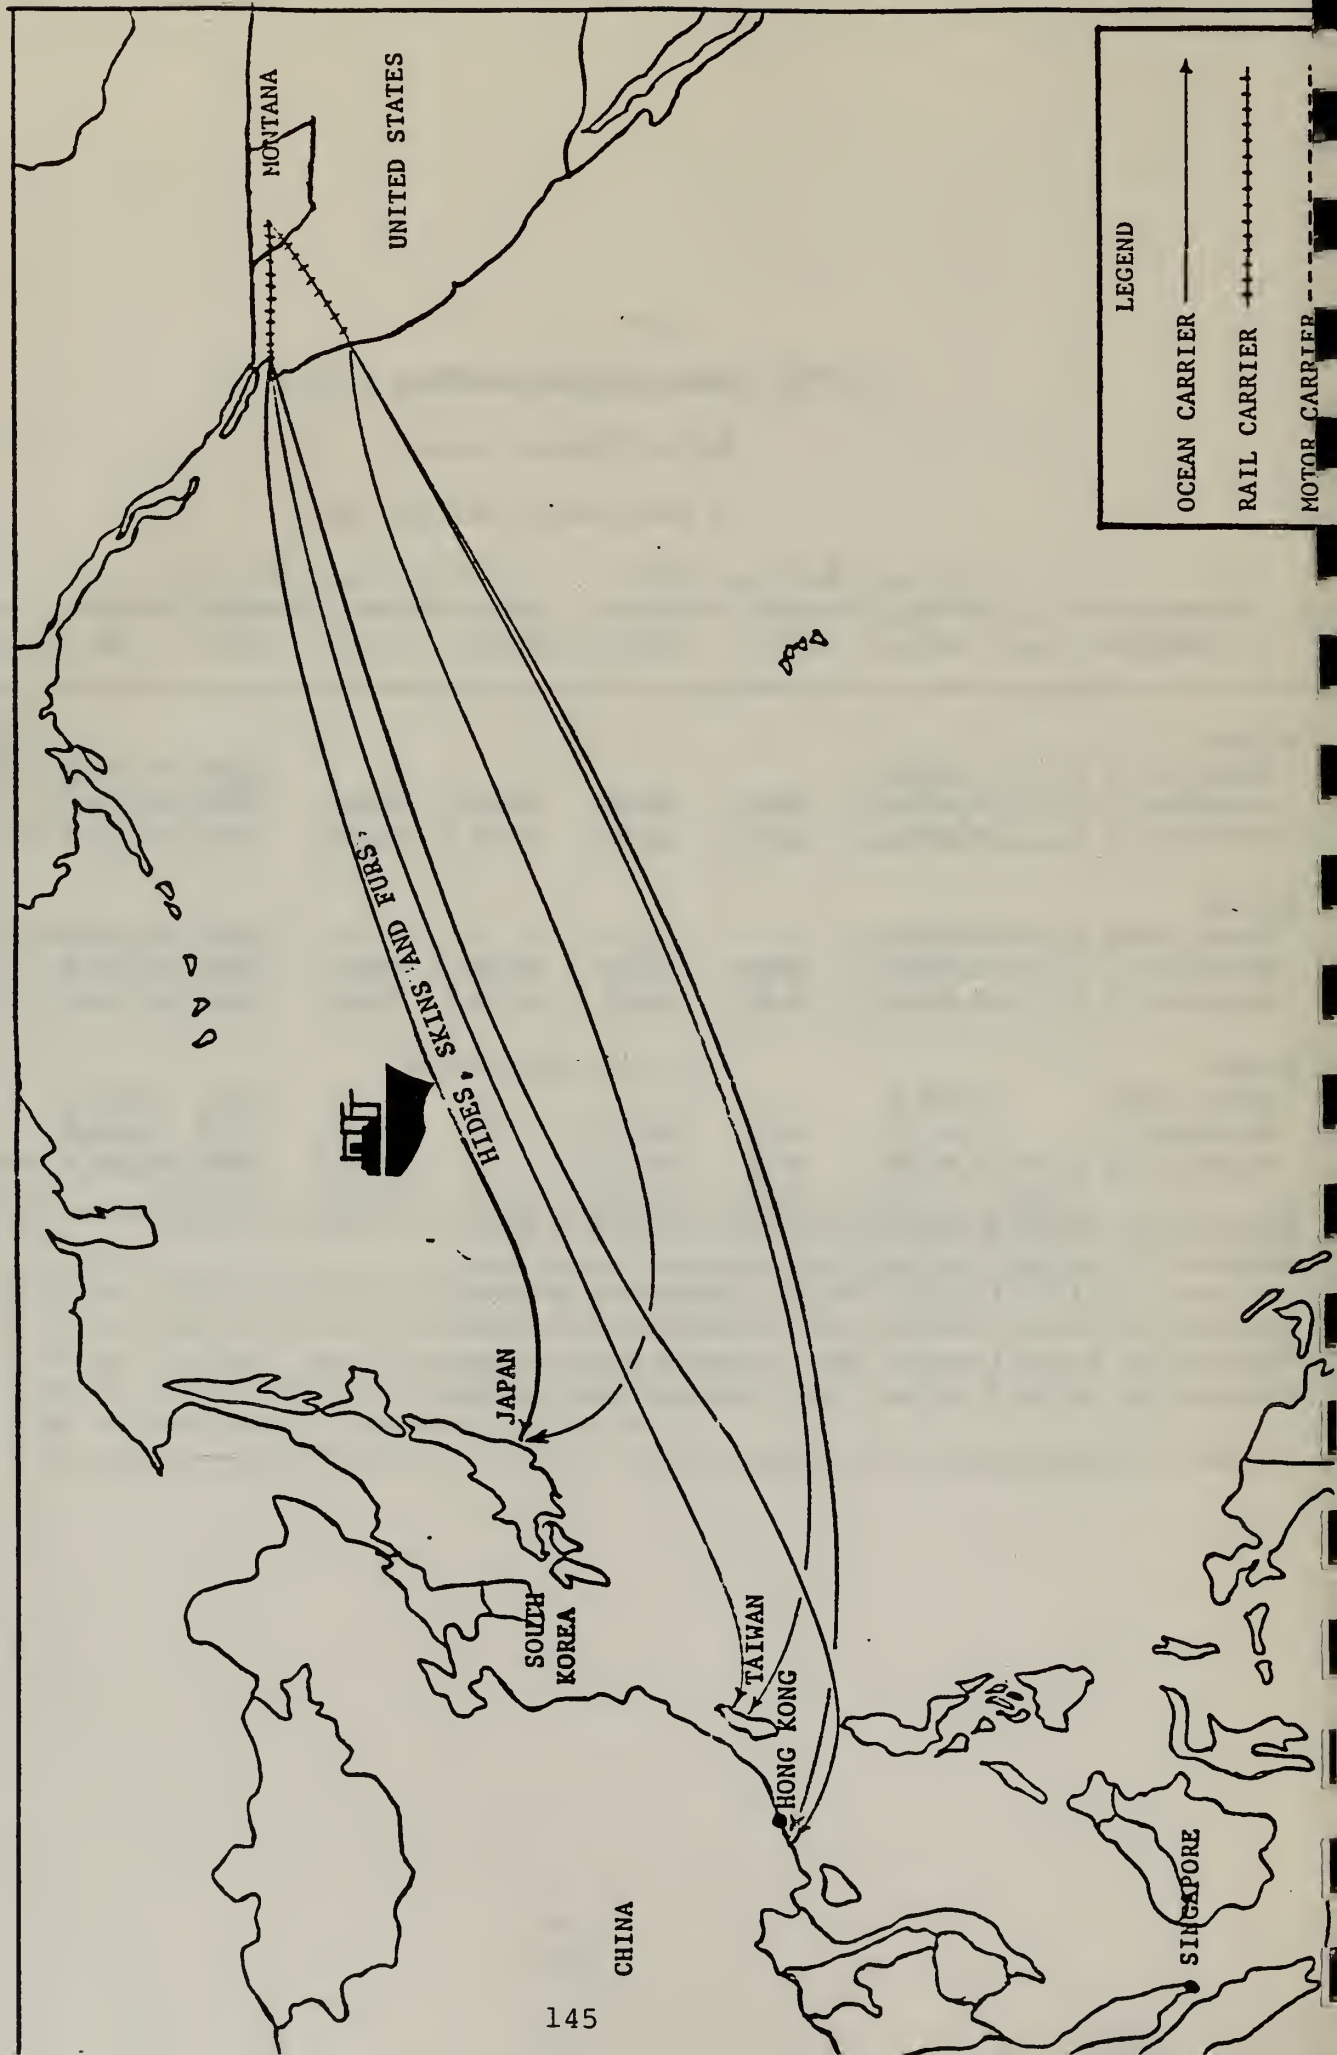 MONTANA
UNITED STATES
HIDES, SKINS AND FURS
JAPAN
SOUTH
KOREA
TAIWAN
HONG KONG
CHINA
SINGAPORE
LEGEND
OCEAN CARRIER
RAIL CARRIER
MOTOR CARRIER
145